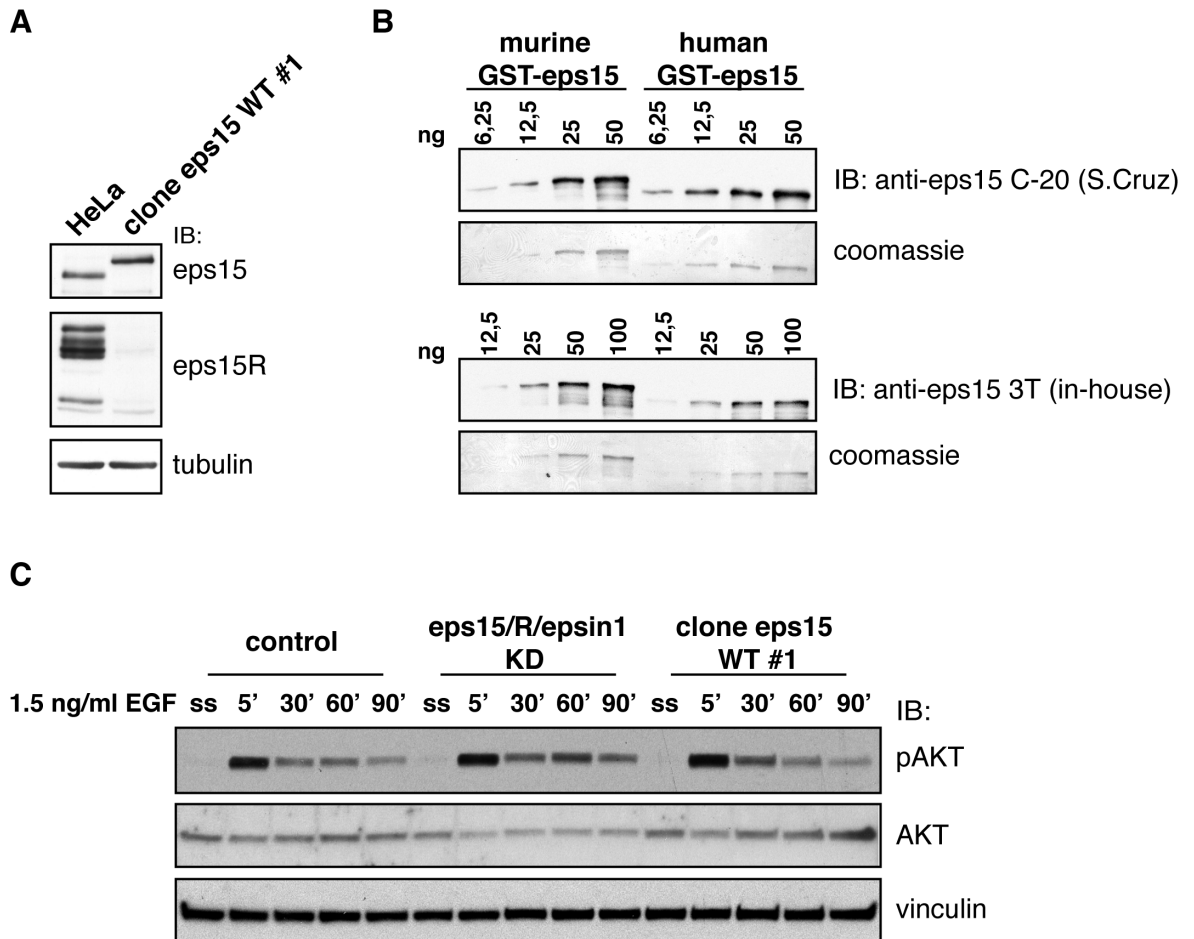 A
HeLa
clone eps15 WT #1
IB:
eps15
eps15R
tubulin
B
murine
GST-eps15
human
GST-eps15
ng 6,25 12,5 25 50 6,25 12,5 25 50
IB: anti-eps15 C-20 (S.Cruz)
coomassie
ng 12,5 25 50 100 12,5 25 50 100
IB: anti-eps15 3T (in-house)
coomassie
C
control
eps15/R/epsin1
KD
clone eps15
WT #1
1.5 ng/ml EGF ss 5’ 30’ 60’ 90’ ss 5’ 30’ 60’ 90’ ss 5’ 30’ 60’ 90’
IB:
pAKT
AKT
vinculin